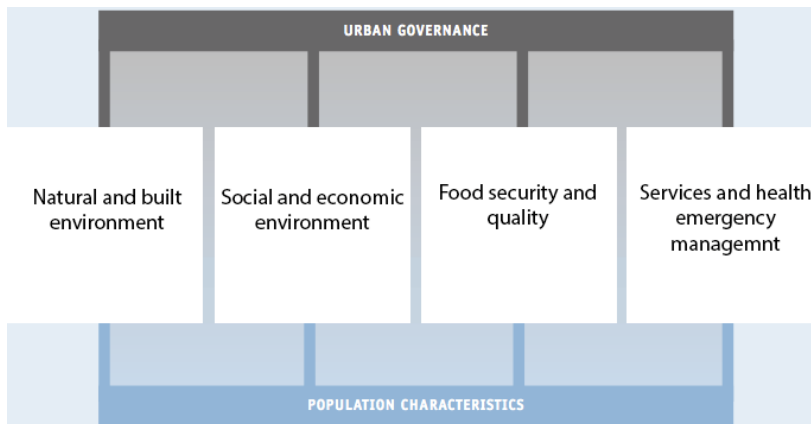 URBAN GOVERNANCE
Natural and built
environment
Social and economic
environment
Food security and
quality
Services and health
emergency
managemnt
POPULATION CHARACTERISTICS